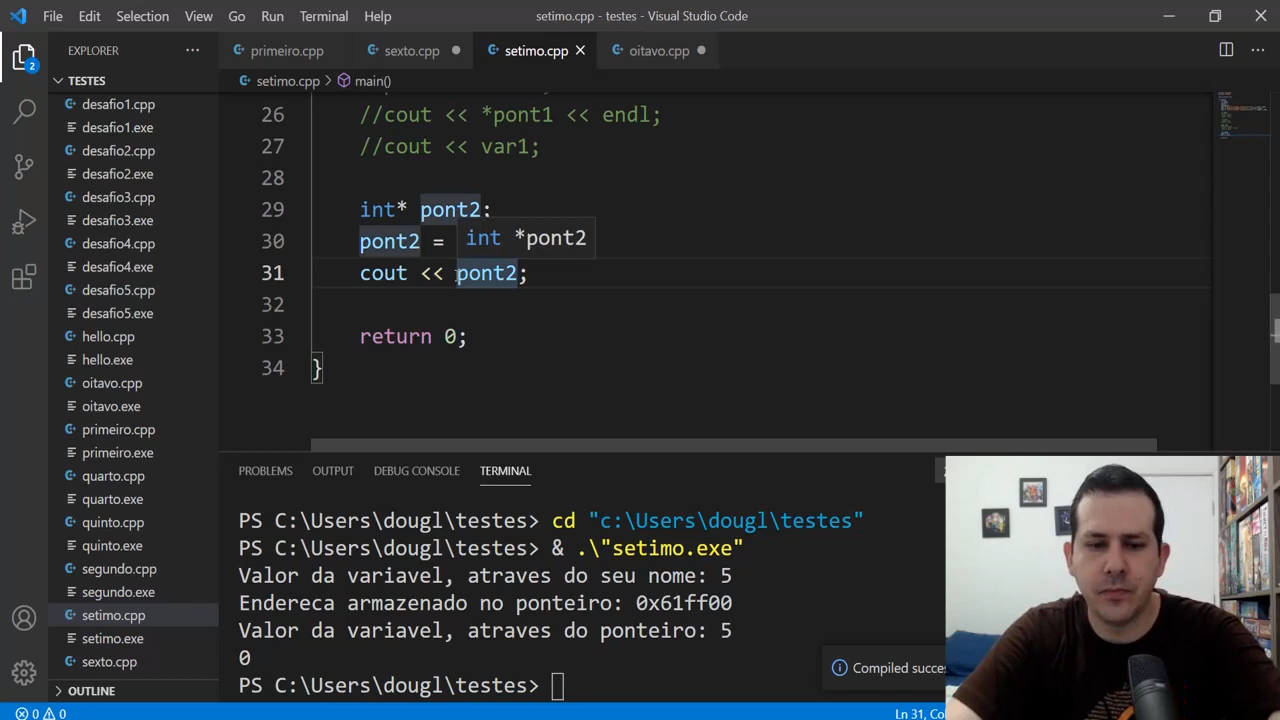 File Edit Selection View Go Run Terminal Help setimo.cpp - testes - Visual Studio Code
EXPLORER
2
TESTES
desafio1.cpp
desafio1.exe
desafio2.cpp
desafio2.exe
desafio3.cpp
desafio3.exe
desafio4.cpp
desafio4.exe
desafio5.cpp
desafio5.exe
hello.cpp
hello.exe
oitavo.cpp
oitavo.exe
primeiro.cpp
primeiro.exe
quarto.cpp
quarto.exe
quinto.cpp
quinto.exe
segundo.cpp
segundo.exe
setimo.cpp
setimo.exe
sexto.cpp
OUTLINE
primeiro.cpp sexto.cpp setimo.cpp oitavo.cpp
setimo.cpp > main()
26 //cout << *pont1 << endl;
27 //cout << var1;
28
29 int* pont2;
30 pont2 =
int *pont2
31 cout << pont2;
32
33 return 0;
34 }
PROBLEMS OUTPUT DEBUG CONSOLE TERMINAL
PS C:\Users\dougl\testes> cd "c:\Users\dougl\testes"
PS C:\Users\dougl\testes> & .\"setimo.exe"
Valor da variavel, atraves do seu nome: 5
Endereca armazenado no ponteiro: 0x61ff00
Valor da variavel, atraves do ponteiro: 5
0
PS C:\Users\dougl\testes>
Compiled
0 0 Ln 31,